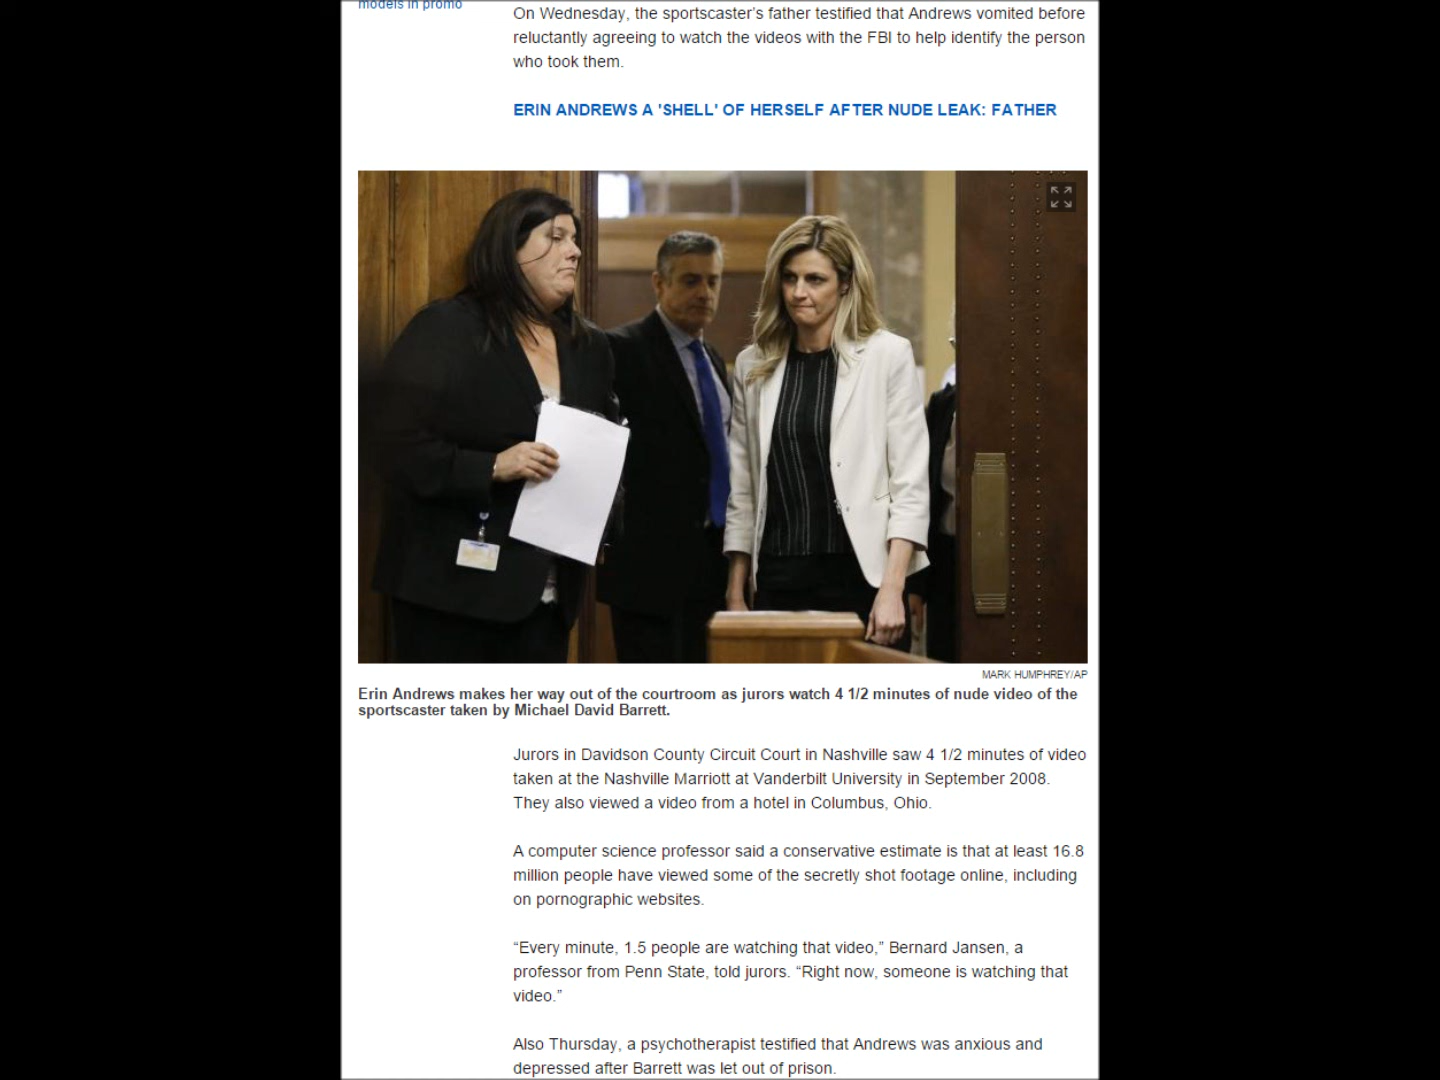 models in promo
On Wednesday, the sportscaster's father testified that Andrews vomited before
reluctantly agreeing to watch the videos with the FBI to help identify the person
who took them.
ERIN ANDREWS A 'SHELL' OF HERSELF AFTER NUDE LEAK: FATHER
MARK HUMPHREY/AP
Erin Andrews makes her way out of the courtroom as jurors watch 4 1/2 minutes of nude video of the
sportscaster taken by Michael David Barrett.
Jurors in Davidson County Circuit Court in Nashville saw 4 1/2 minutes of video
taken at the Nashville Marriott at Vanderbilt University in September 2008.
They also viewed a video from a hotel in Columbus, Ohio.
A computer science professor said a conservative estimate is that at least 16.8
million people have viewed some of the secretly shot footage online, including
on pornographic websites.
“Every minute, 1.5 people are watching that video,” Bernard Jansen, a
professor from Penn State, told jurors. “Right now, someone is watching that
video.”
Also Thursday, a psychotherapist testified that Andrews was anxious and
depressed after Barrett was let out of prison.